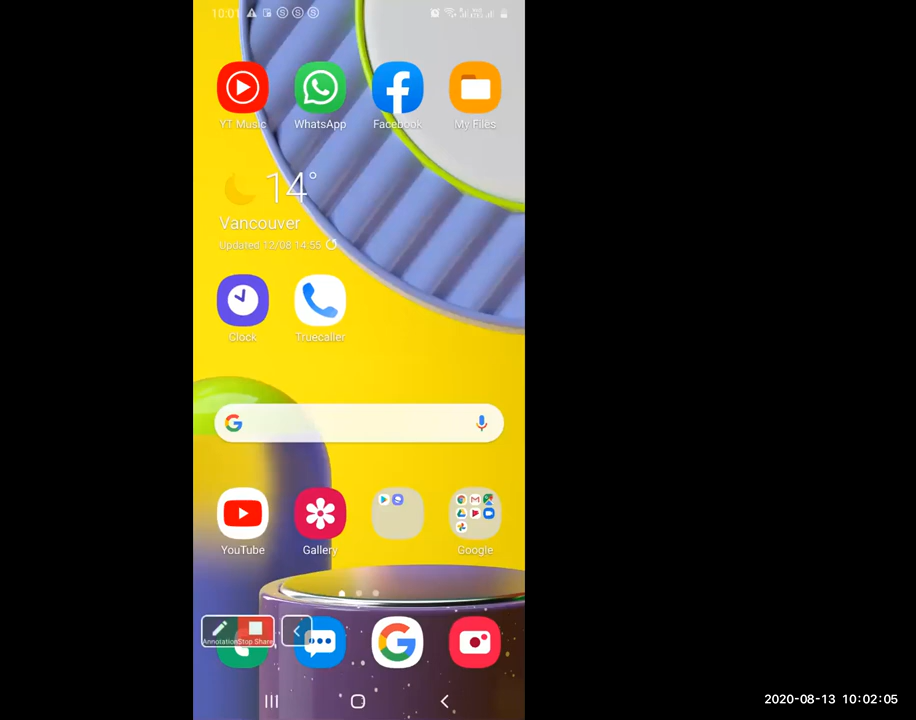 10:01
YT Music
WhatsApp
Facebook
My Files
14°
Vancouver
Updated 12/08 14:55
Clock
Truecaller
YouTube
Gallery
Google
Annotation
Stop Share
2020-08-13 10:02:05